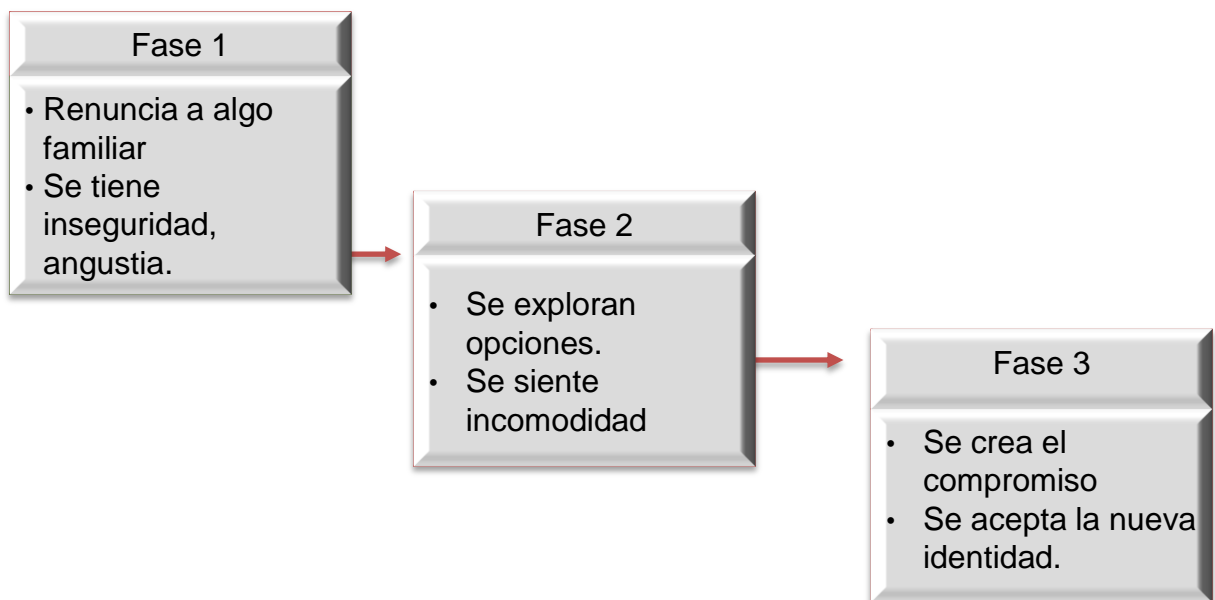 Fase 1
• Renuncia a algo
familiar
• Se tiene
inseguridad,
angustia.
Fase 2
• Se exploran
opciones.
• Se siente
incomodidad
Fase 3
• Se crea el
compromiso
• Se acepta la nueva
identidad.